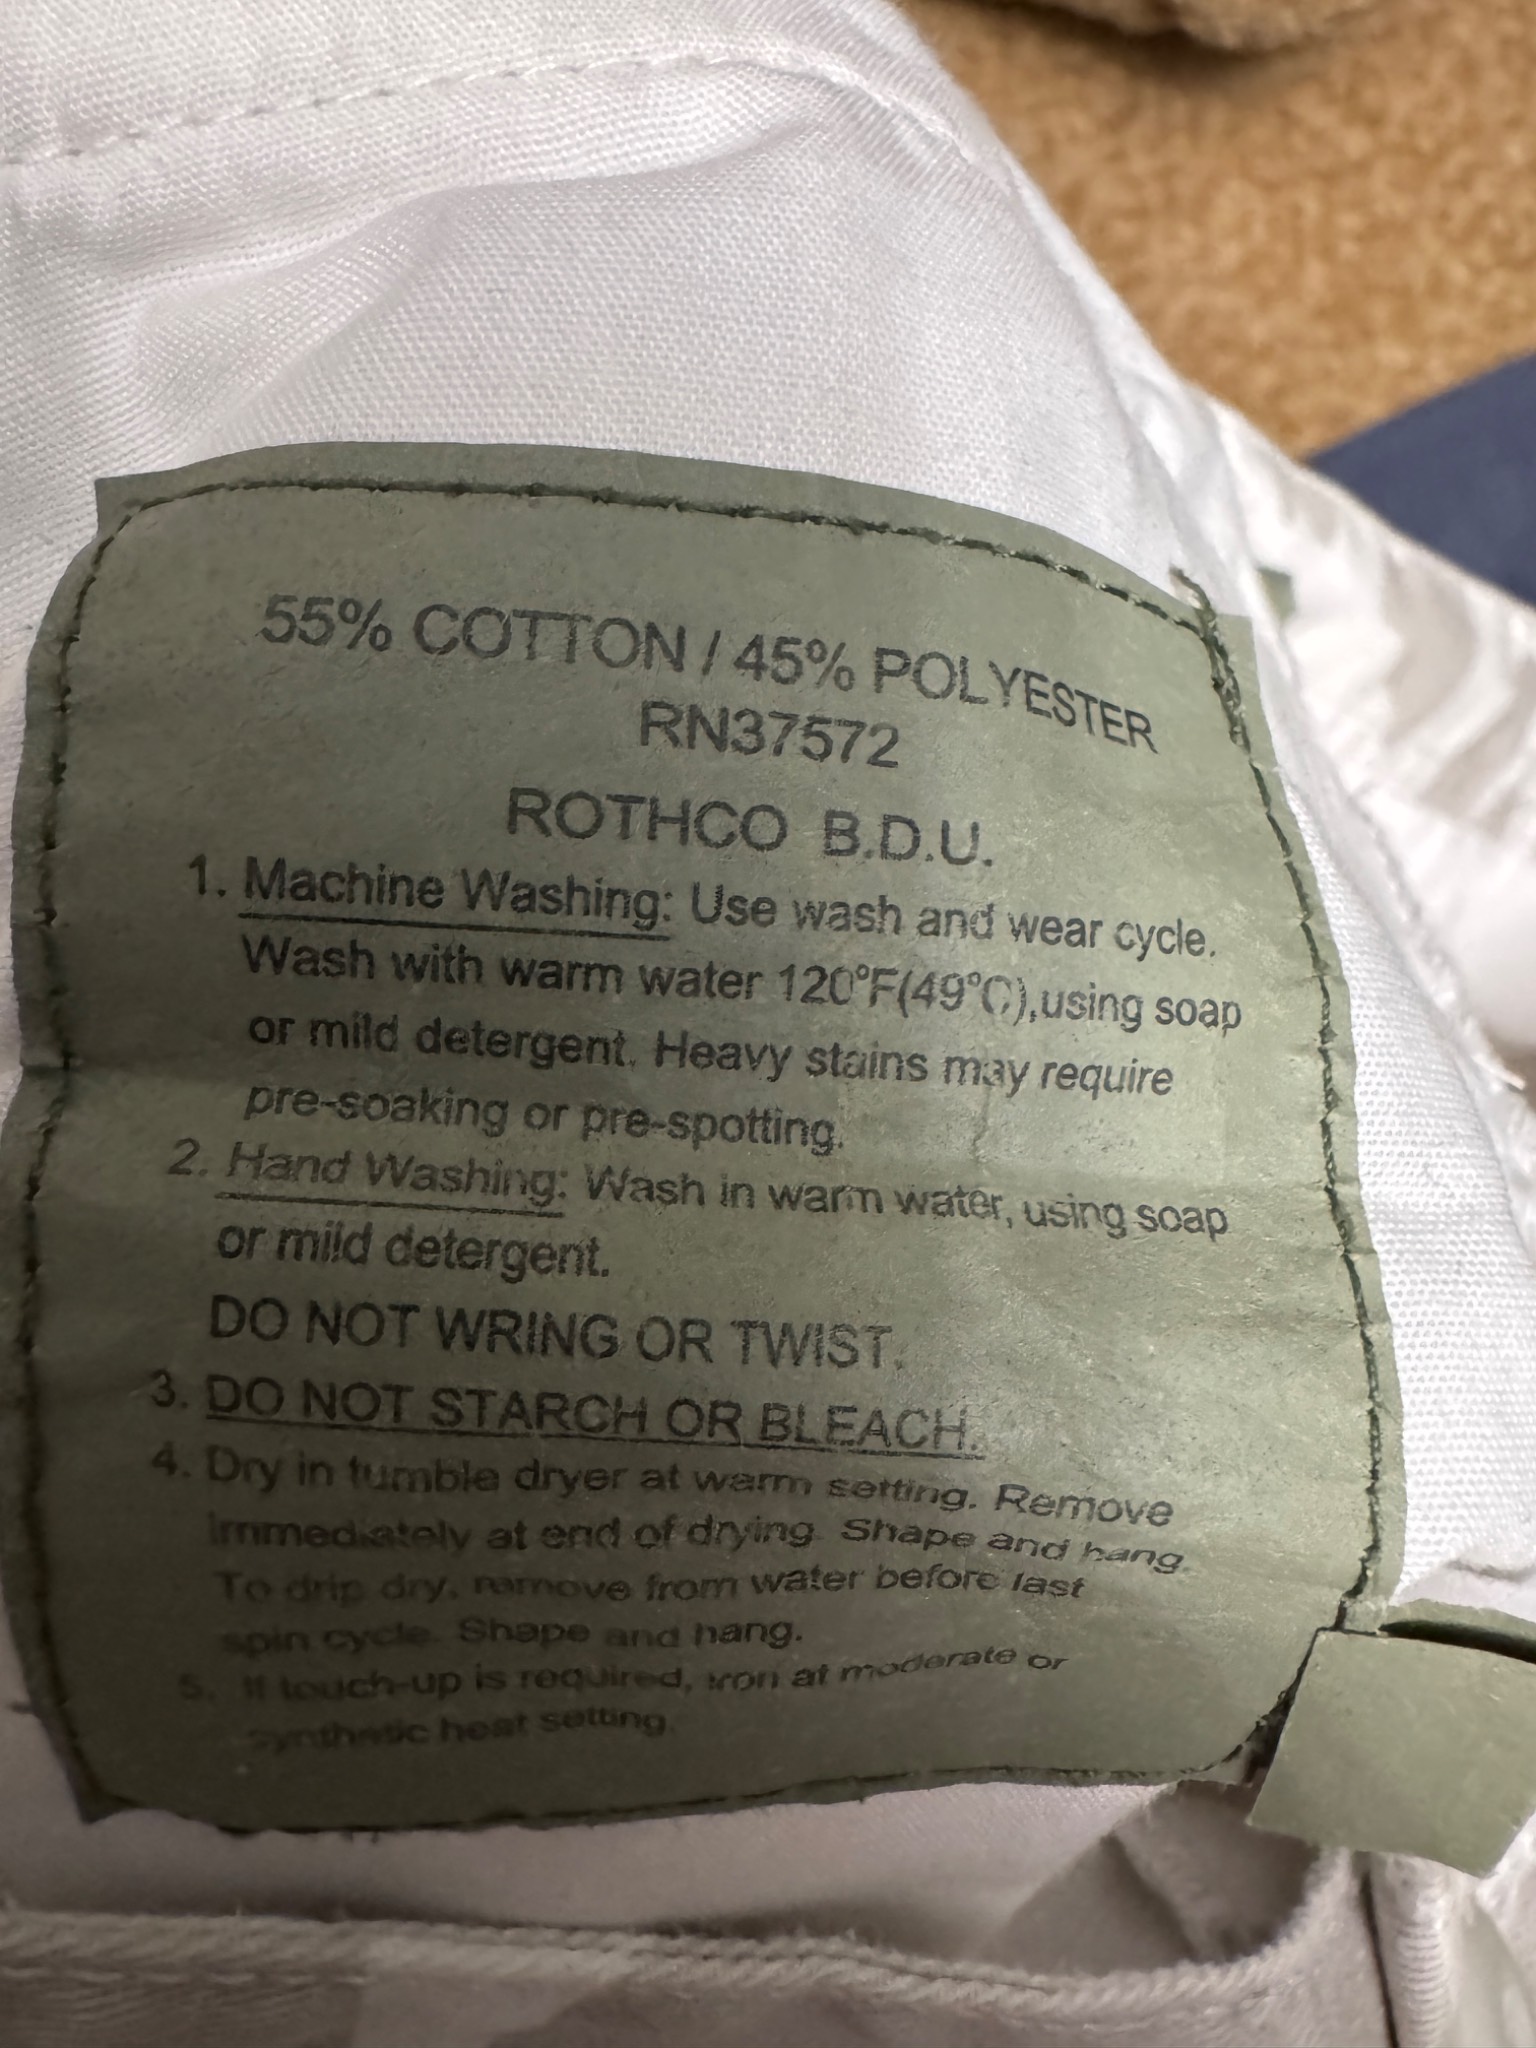 55% COTTON / 45% POLYESTER
RN37572
ROTHCO B.D.U.
1. Machine Washing: Use wash and wear cycle.
Wash with warm water 120°F(49°C),using soap
or mild detergent. Heavy stains may require
pre-soaking or pre-spotting.
2. Hand Washing: Wash in warm water, using soap
or mild detergent.
DO NOT WRING OR TWIST.
3. DO NOT STARCH OR BLEACH.
4. Dry in tumble dryer at warm setting. Remove
immediately at end of drying. Shape and hang.
To drip dry, remove from water before last
spin cycle. Shape and hang.
5. If touch-up is required, iron at moderate or
synthetic heat setting.